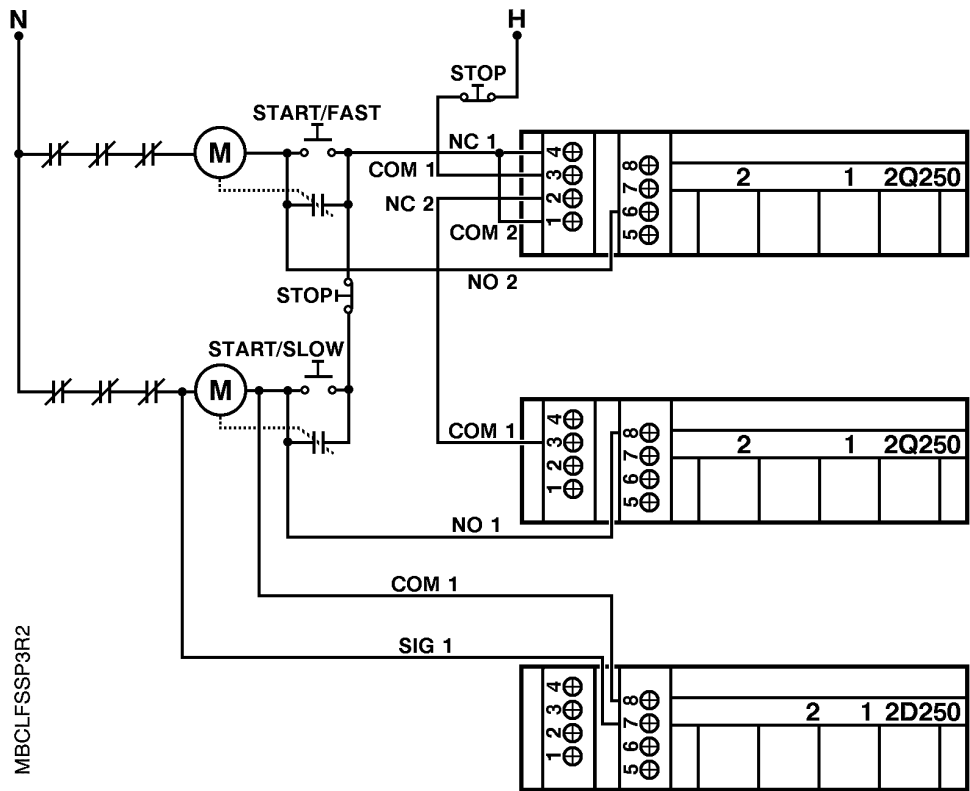 N
H
STOP
START/FAST
M
NC 1
COM 1
NC 2
COM 2
NO 2
4
3
2
1
8
7
6
5
2 1 2Q250
STOP
START/SLOW
M
COM 1
NO 1
4
3
2
1
8
7
6
5
2 1 2Q250
COM 1
SIG 1
4
3
2
1
8
7
6
5
2 1 2D250
MBCLFSSP3R2